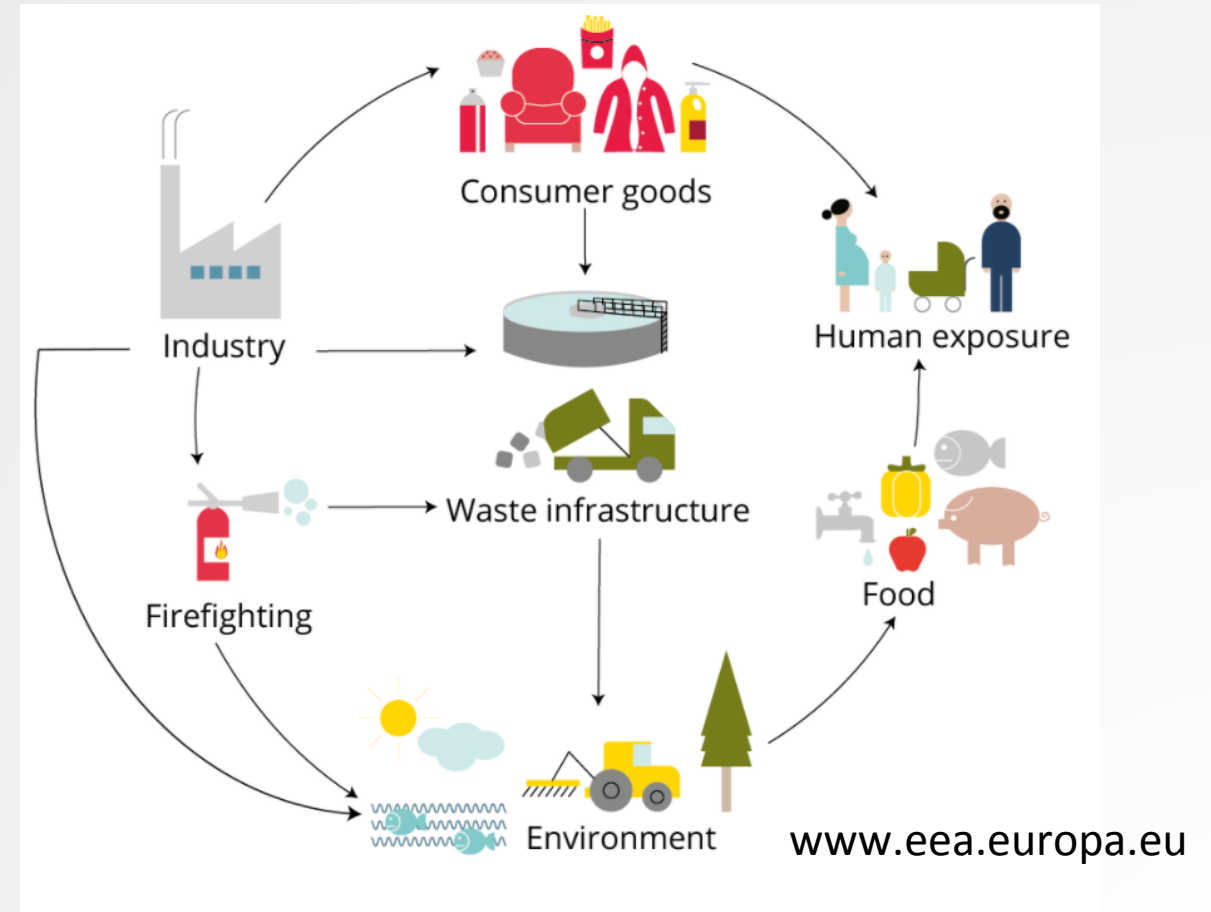 Consumer goods
Human exposure
Industry
Waste infrastructure
Food
Firefighting
Environment
www.eea.europa.eu